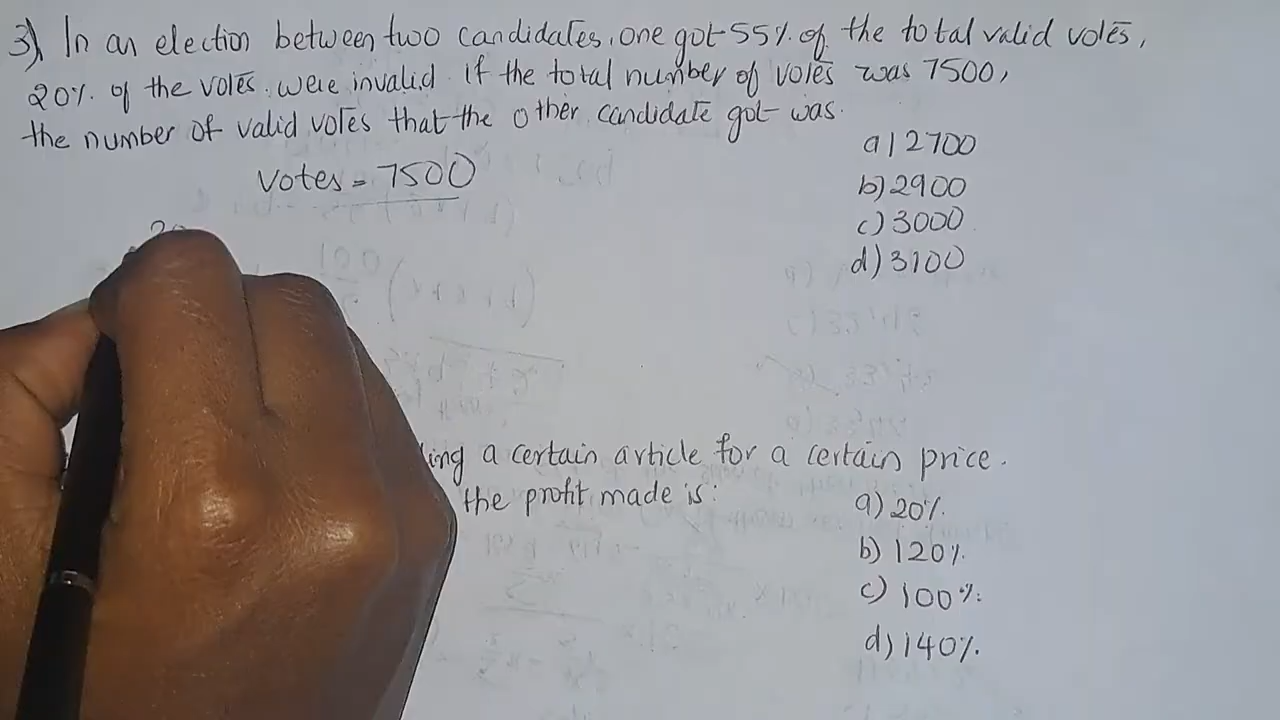 3) In an election between two candidates, one got 55% of the total valid votes,
20% of the votes were invalid. if the total number of votes was 7500,
the number of valid votes that the other candidate got was.
a) 2700
Votes = 7500
b) 2900
c) 3000
d) 3100
ing a certain article for a certain price.
the profit made is:
a) 20%.
b) 120%.
c) 100%.
d) 140%.